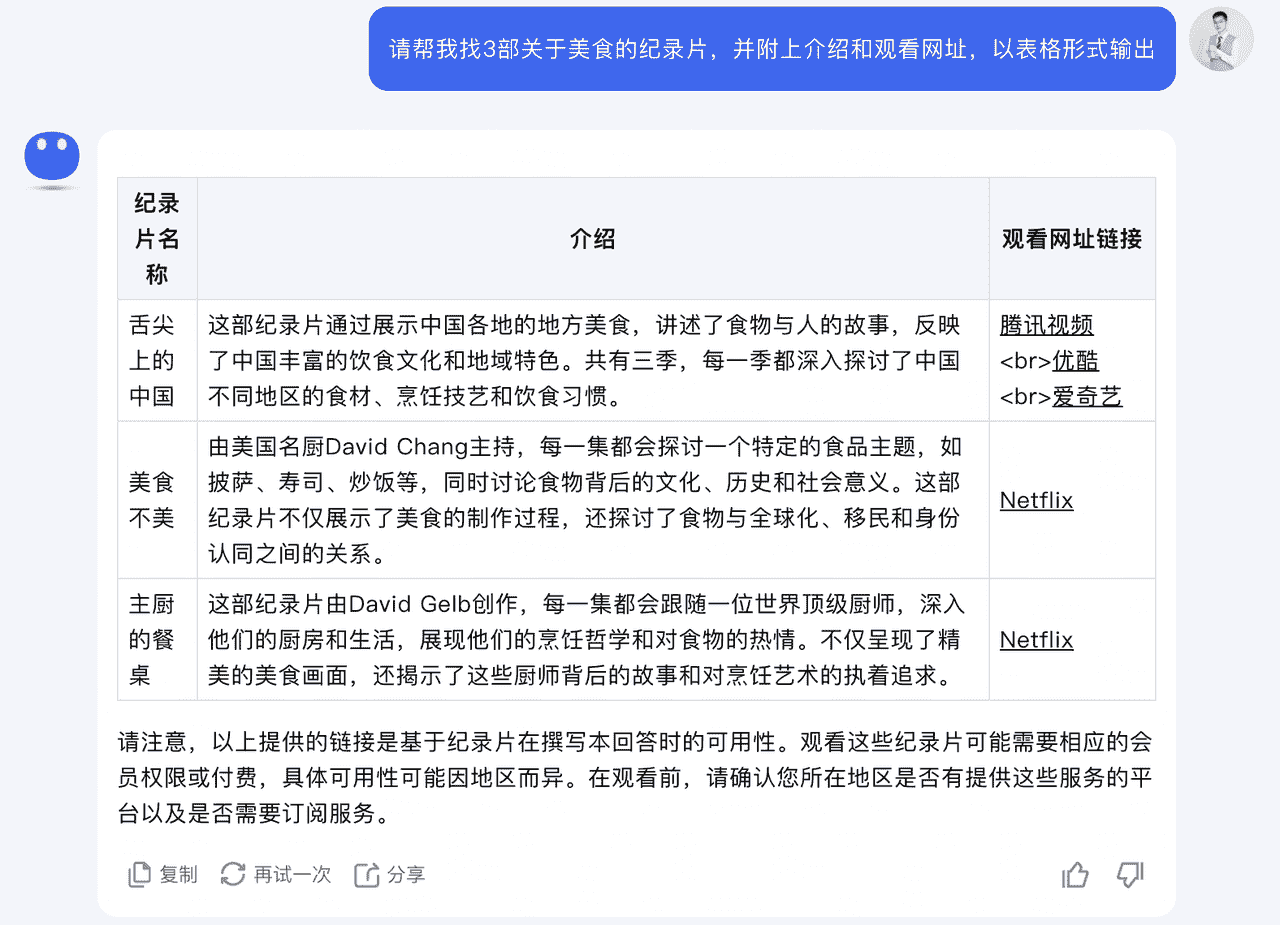 请帮我找3部关于美食的纪录片，并附上介绍和观看网址，以表格形式输出
纪录
片名
称
介绍
观看网址链接
舌尖
上的
中国
这部纪录片通过展示中国各地的地方美食，讲述了食物与人的故事，反映
了中国丰富的饮食文化和地域特色。共有三季，每一季都深入探讨了中国
不同地区的食材、烹饪技艺和饮食习惯。
腾讯视频
<br>优酷
<br>爱奇艺
美食
不美
由美国名厨David Chang主持，每一集都会探讨一个特定的食品主题，如
披萨、寿司、炒饭等，同时讨论食物背后的文化、历史和社会意义。这部
纪录片不仅展示了美食的制作过程，还探讨了食物与全球化、移民和身份
认同之间的关系。
Netflix
主厨
的餐
桌
这部纪录片由David Gelb创作，每一集都会跟随一位世界顶级厨师，深入
他们的厨房和生活，展现他们的烹饪哲学和对食物的热情。不仅呈现了精
美的美食画面，还揭示了这些厨师背后的故事和对烹饪艺术的执着追求。
Netflix
请注意，以上提供的链接是基于纪录片在撰写本回答时的可用性。观看这些纪录片可能需要相应的会
员权限或付费，具体可用性可能因地区而异。在观看前，请确认您所在地区是否有提供这些服务的平
台以及是否需要订阅服务。
复制
再试一次
分享